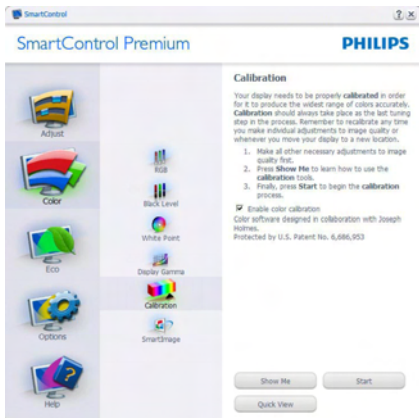 SmartControl
SmartControl Premium
PHILIPS
Adjust
Color
Eco
Options
Help
RGB
Black Level
White Point
Display Gamma
Calibration
SmartImage
Calibration
Your display needs to be properly calibrated in order
for it to produce the widest range of colors accurately.
Calibration should always take place as the last tuning
step in the process. Remember to recalibrate any time
you make individual adjustments to image quality or
whenever you move your display to a new location.
1. Make all other necessary adjustments to image
quality first.
2. Press Show Me to learn how to use the
calibration tools.
3. Finally, press Start to begin the calibration
process.
Enable color calibration
Color software designed in collaboration with Joseph
Holmes.
Protected by U.S. Patent No. 6,686,953
Show Me
Start
Quick View